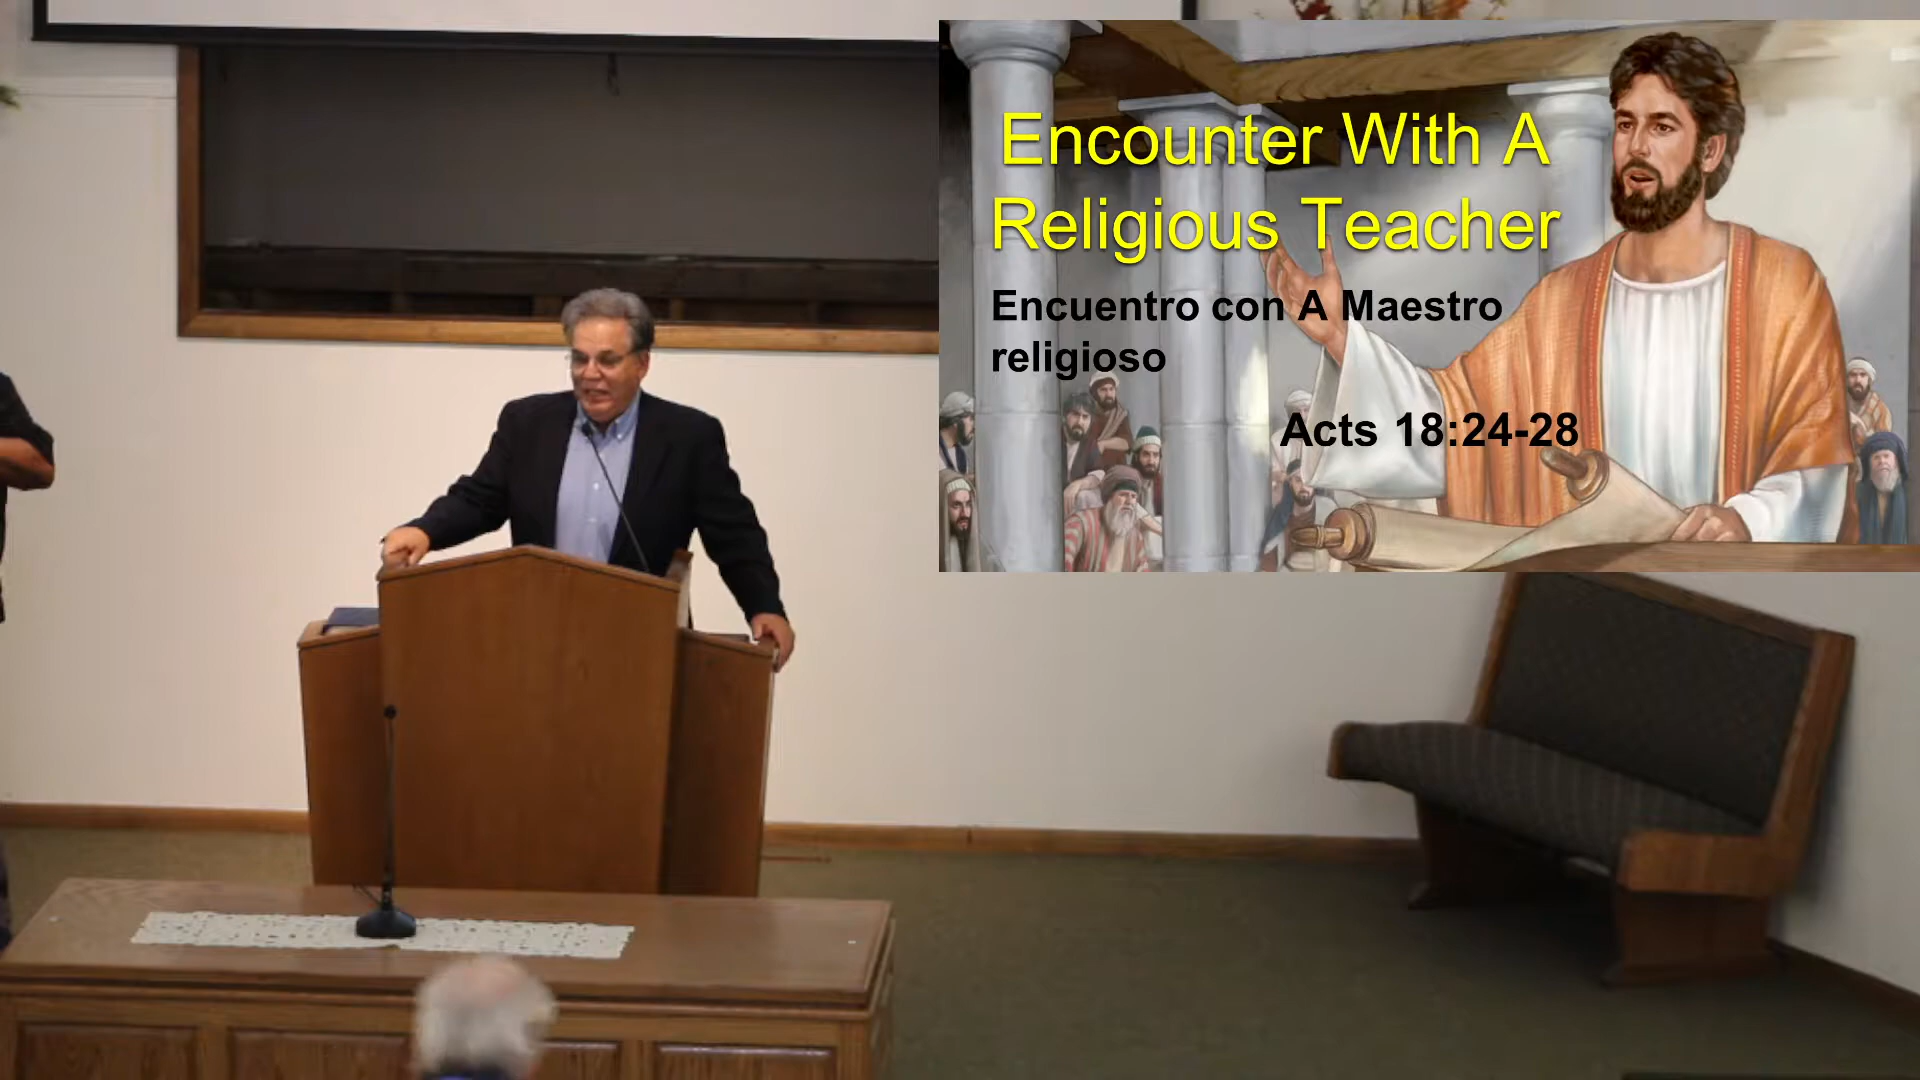 Encounter With A
Religious Teacher
Encuentro con A Maestro
religioso
Acts 18:24-28